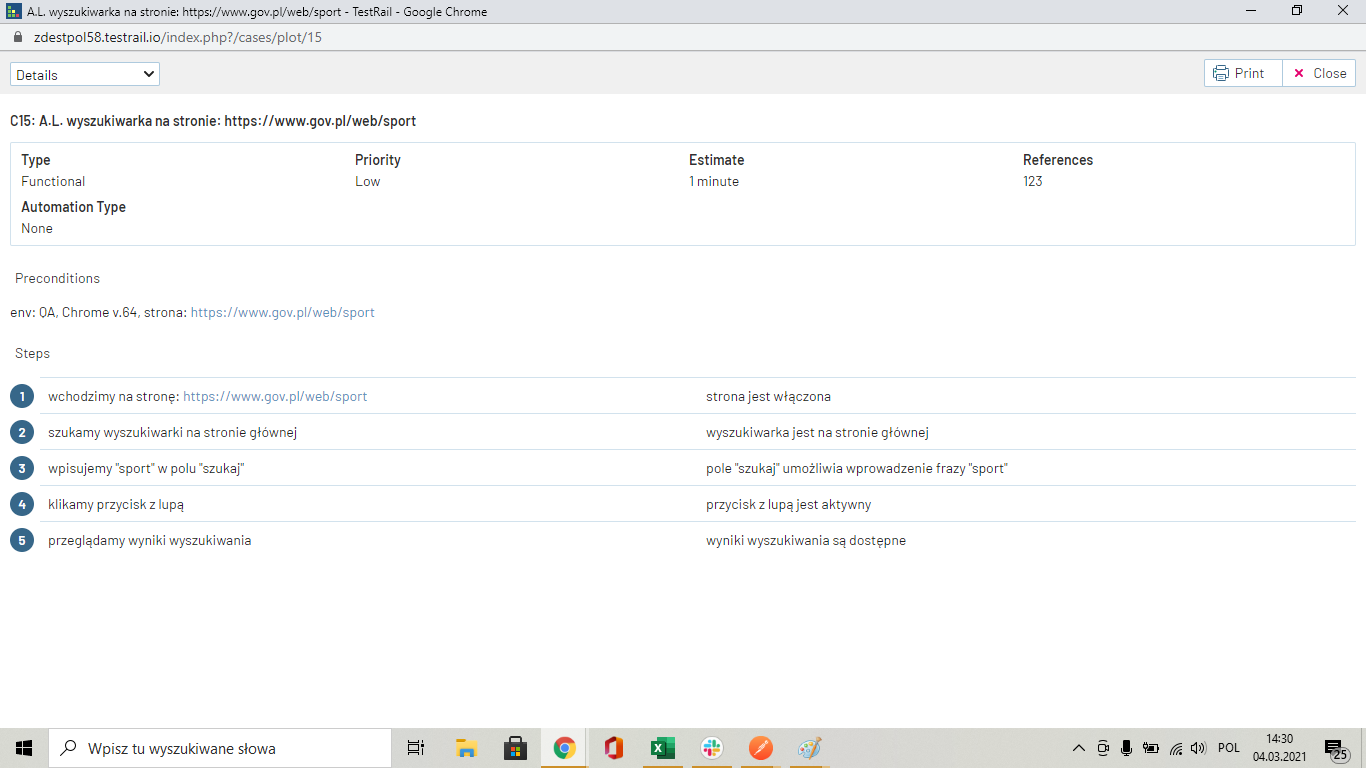 A.L. wyszukiwarka na stronie: https://www.gov.pl/web/sport - TestRail - Google Chrome
zdestpol58.testrail.io/index.php?/cases/plot/15
Details Print Close
C15: A.L. wyszukiwarka na stronie: https://www.gov.pl/web/sport
Type Priority Estimate References
Functional Low 1 minute 123
Automation Type
None
Preconditions
env: QA, Chrome v.64, strona: https://www.gov.pl/web/sport
Steps
1 wchodzimy na stronę: https://www.gov.pl/web/sport strona jest włączona
2 szukamy wyszukiwarki na stronie głównej wyszukiwarka jest na stronie głównej
3 wpisujemy "sport" w polu "szukaj" pole "szukaj" umożliwia wprowadzenie frazy "sport"
4 klikamy przycisk z lupą przycisk z lupą jest aktywny
5 przeglądamy wyniki wyszukiwania wyniki wyszukiwania są dostępne
Wpisz tu wyszukiwane słowa POL 14:30
04.03.2021 25